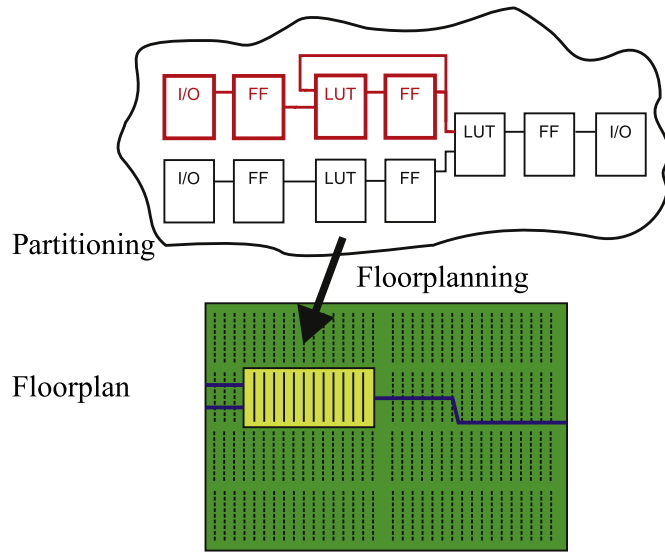 I/O FF LUT FF
LUT FF I/O
I/O FF LUT FF
Partitioning
Floorplanning
Floorplan